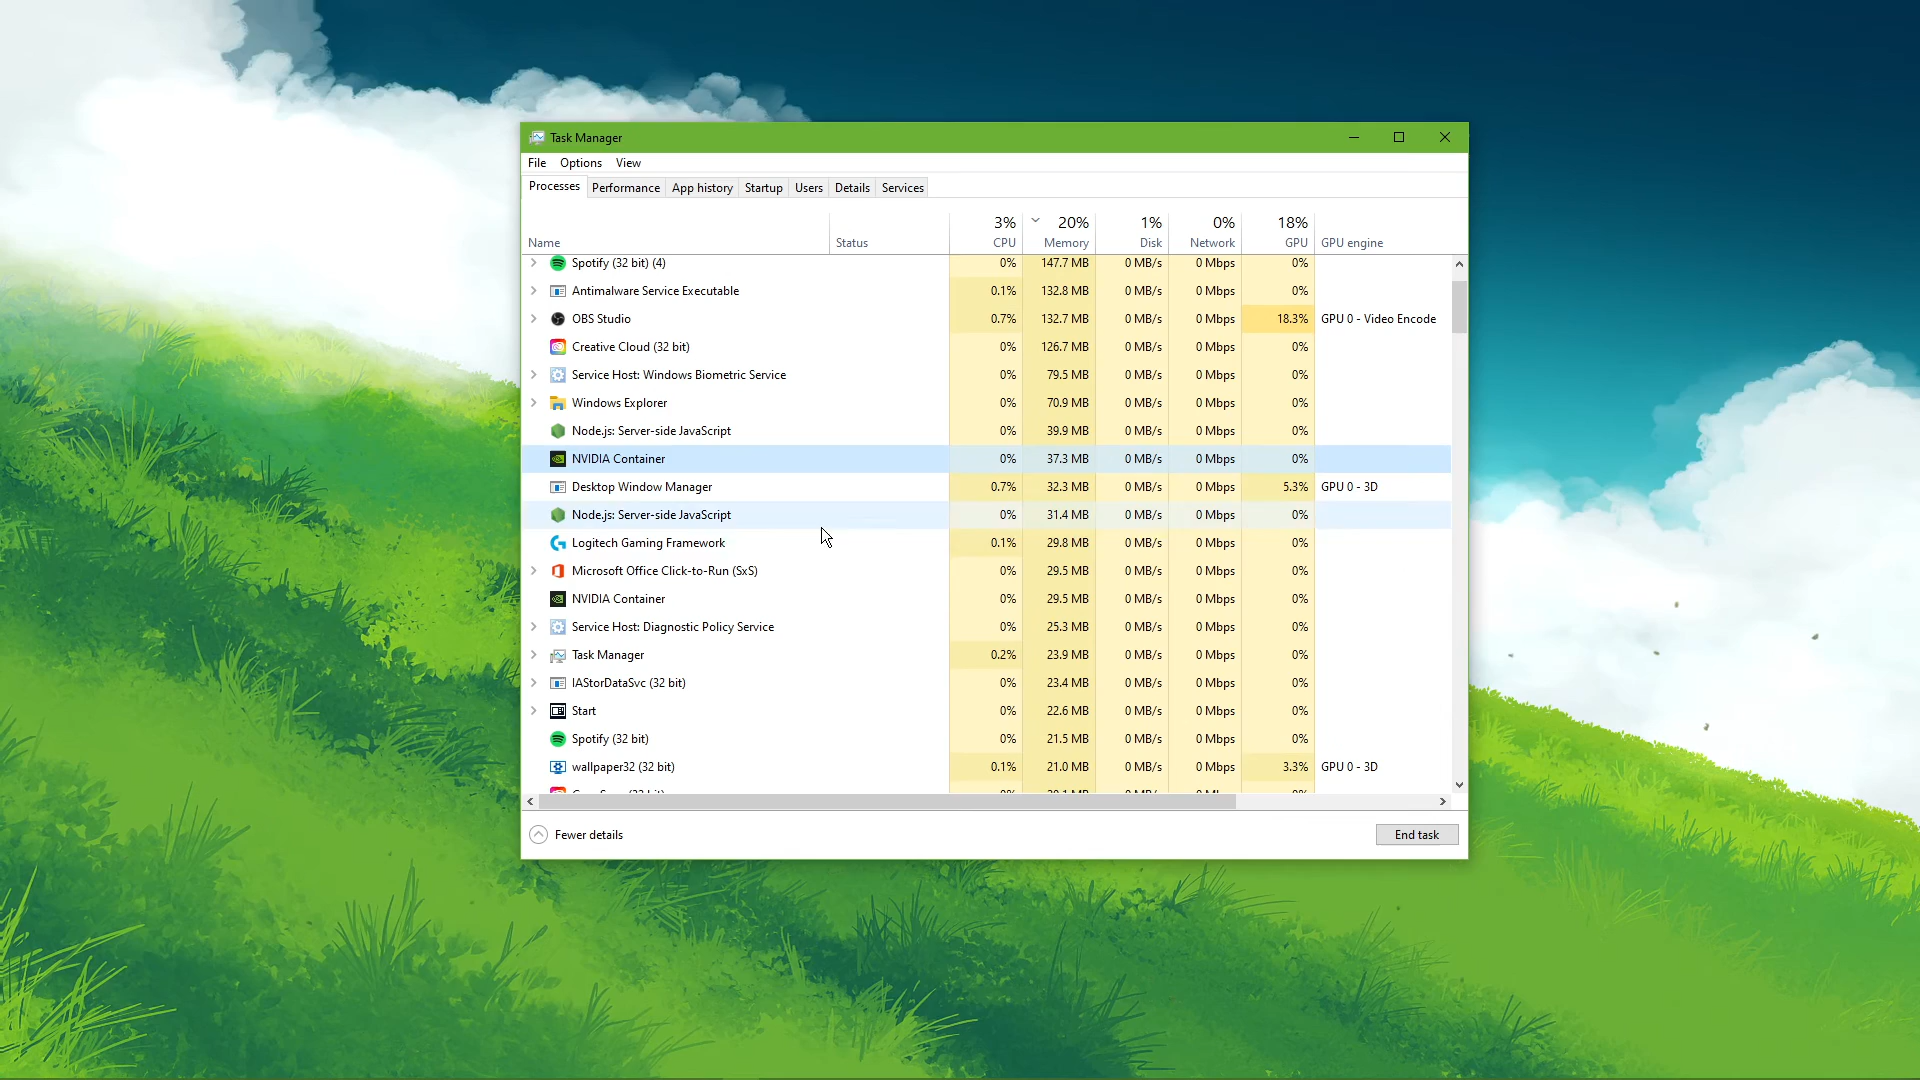 Task Manager
File Options View
Processes Performance App history Startup Users Details Services
3% 20% 1% 0% 18%
Name Status CPU Memory Disk Network GPU GPU engine
Spotify (32 bit) (4) 0% 147.7 MB 0 MB/s 0 Mbps 0%
Antimalware Service Executable 0.1% 132.8 MB 0 MB/s 0 Mbps 0%
OBS Studio 0.7% 132.7 MB 0 MB/s 0 Mbps 18.3% GPU 0 - Video Encode
Creative Cloud (32 bit) 0% 126.7 MB 0 MB/s 0 Mbps 0%
Service Host: Windows Biometric Service 0% 79.5 MB 0 MB/s 0 Mbps 0%
Windows Explorer 0% 70.9 MB 0 MB/s 0 Mbps 0%
Node.js: Server-side JavaScript 0% 39.9 MB 0 MB/s 0 Mbps 0%
NVIDIA Container 0% 37.3 MB 0 MB/s 0 Mbps 0%
Desktop Window Manager 0.7% 32.3 MB 0 MB/s 0 Mbps 5.3% GPU 0 - 3D
Node.js: Server-side JavaScript 0% 31.4 MB 0 MB/s 0 Mbps 0%
Logitech Gaming Framework 0.1% 29.8 MB 0 MB/s 0 Mbps 0%
Microsoft Office Click-to-Run (SxS) 0% 29.5 MB 0 MB/s 0 Mbps 0%
NVIDIA Container 0% 29.5 MB 0 MB/s 0 Mbps 0%
Service Host: Diagnostic Policy Service 0% 25.3 MB 0 MB/s 0 Mbps 0%
Task Manager 0.2% 23.9 MB 0 MB/s 0 Mbps 0%
IAStorDataSvc (32 bit) 0% 23.4 MB 0 MB/s 0 Mbps 0%
Start 0% 22.6 MB 0 MB/s 0 Mbps 0%
Spotify (32 bit) 0% 21.5 MB 0 MB/s 0 Mbps 0%
wallpaper32 (32 bit) 0.1% 21.0 MB 0 MB/s 0 Mbps 3.3% GPU 0 - 3D
Fewer details End task